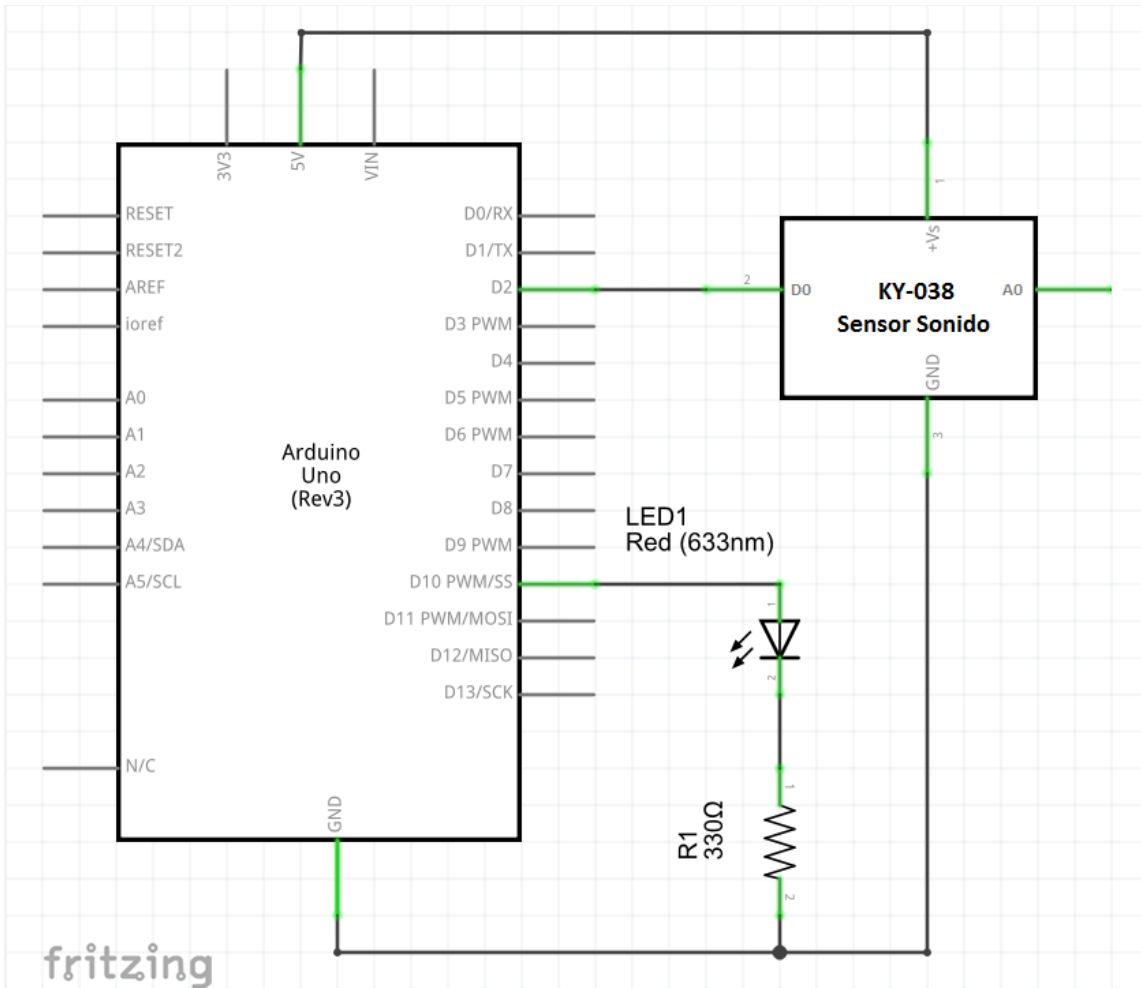 3V3
5V
VIN
RESET
RESET2
AREF
ioref
A0
A1
A2
A3
A4/SDA
A5/SCL
N/C
Arduino
Uno
(Rev3)
D0/RX
D1/TX
D2
D3 PWM
D4
D5 PWM
D6 PWM
D7
D8
D9 PWM
D10 PWM/SS
D11 PWM/MOSI
D12/MISO
D13/SCK
GND
1
+Vs
2
D0
KY-038
Sensor Sonido
A0
GND
3
LED1
Red (633nm)
1
2
1
R1
330Ω
2
fritzing